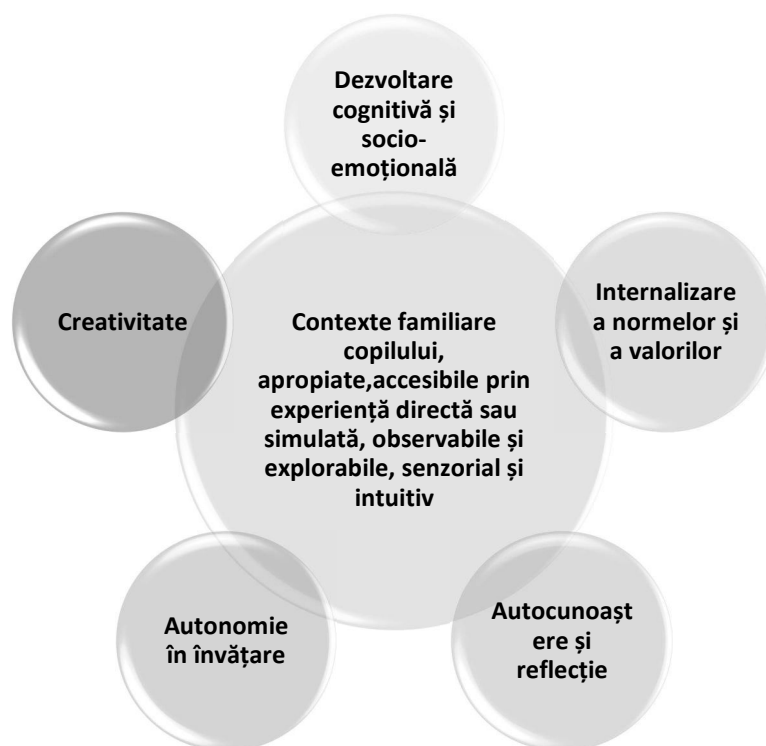 Dezvoltare
cognitivă și
socio-
emoțională
Creativitate
Contexte familiare
copilului,
apropiate,accesibile prin
experiență directă sau
simulată, observabile și
explorabile, senzorial și
intuitiv
Internalizare
a normelor și
a valorilor
Autonomie
în învățare
Autocunoașt
ere și
reflecție